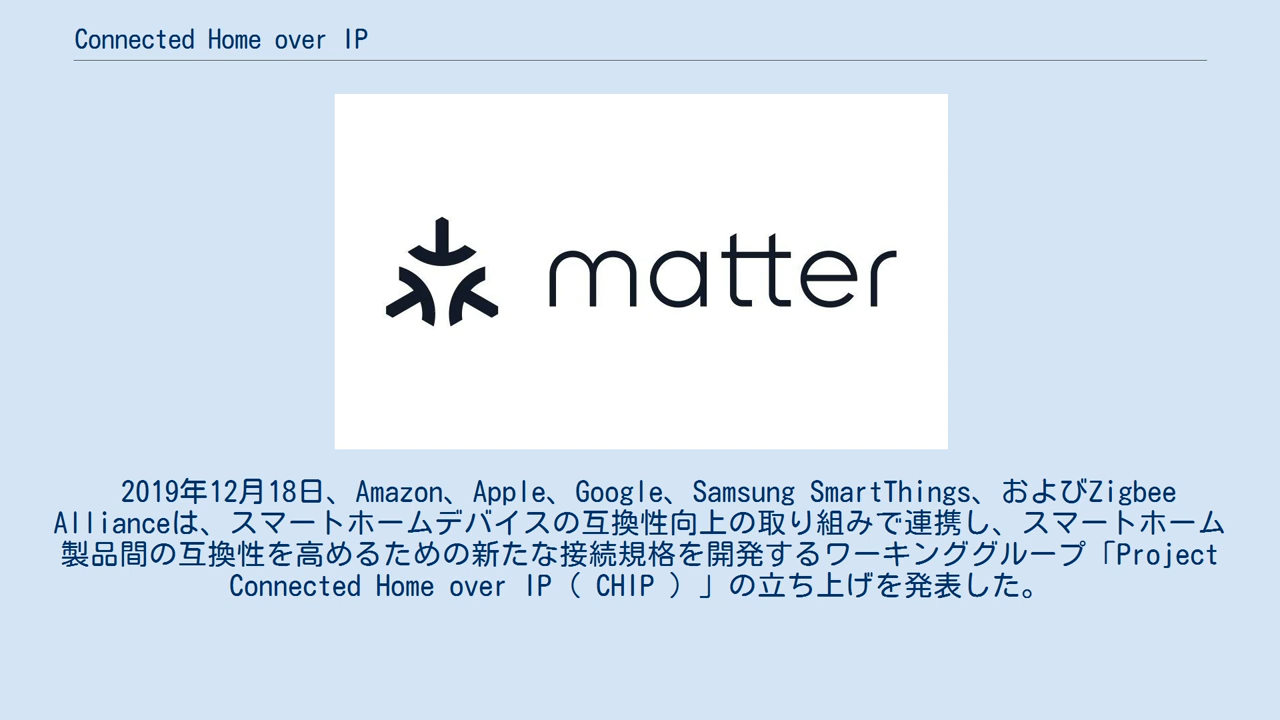 Connected Home over IP
matter
2019年12月18日、Amazon、Apple、Google、Samsung SmartThings、およびZigbee
Allianceは、スマートホームデバイスの互換性向上の取り組みで連携し、スマートホーム
製品間の互換性を高めるための新たな接続規格を開発するワーキンググループ「Project
Connected Home over IP（ CHIP ）」の立ち上げを発表した。